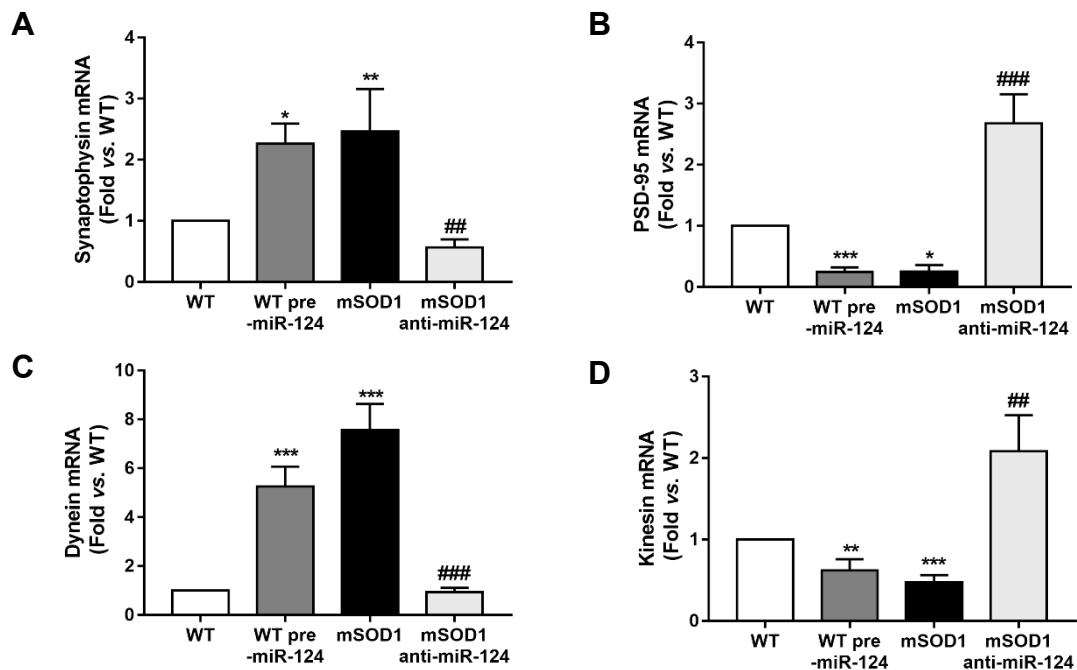 A
Synaptophysin mRNA
(Fold vs. WT)
4
3
2
1
0
*
**
##
WT
WT pre
-miR-124
mSOD1
mSOD1
anti-miR-124
B
PSD-95 mRNA
(Fold vs. WT)
4
3
2
1
0
***
*
###
WT
WT pre
-miR-124
mSOD1
mSOD1
anti-miR-124
C
Dynein mRNA
(Fold vs. WT)
10
8
6
4
2
0
***
***
###
WT
WT pre
-miR-124
mSOD1
mSOD1
anti-miR-124
D
Kinesin mRNA
(Fold vs. WT)
3
2
1
0
**
***
##
WT
WT pre
-miR-124
mSOD1
mSOD1
anti-miR-124